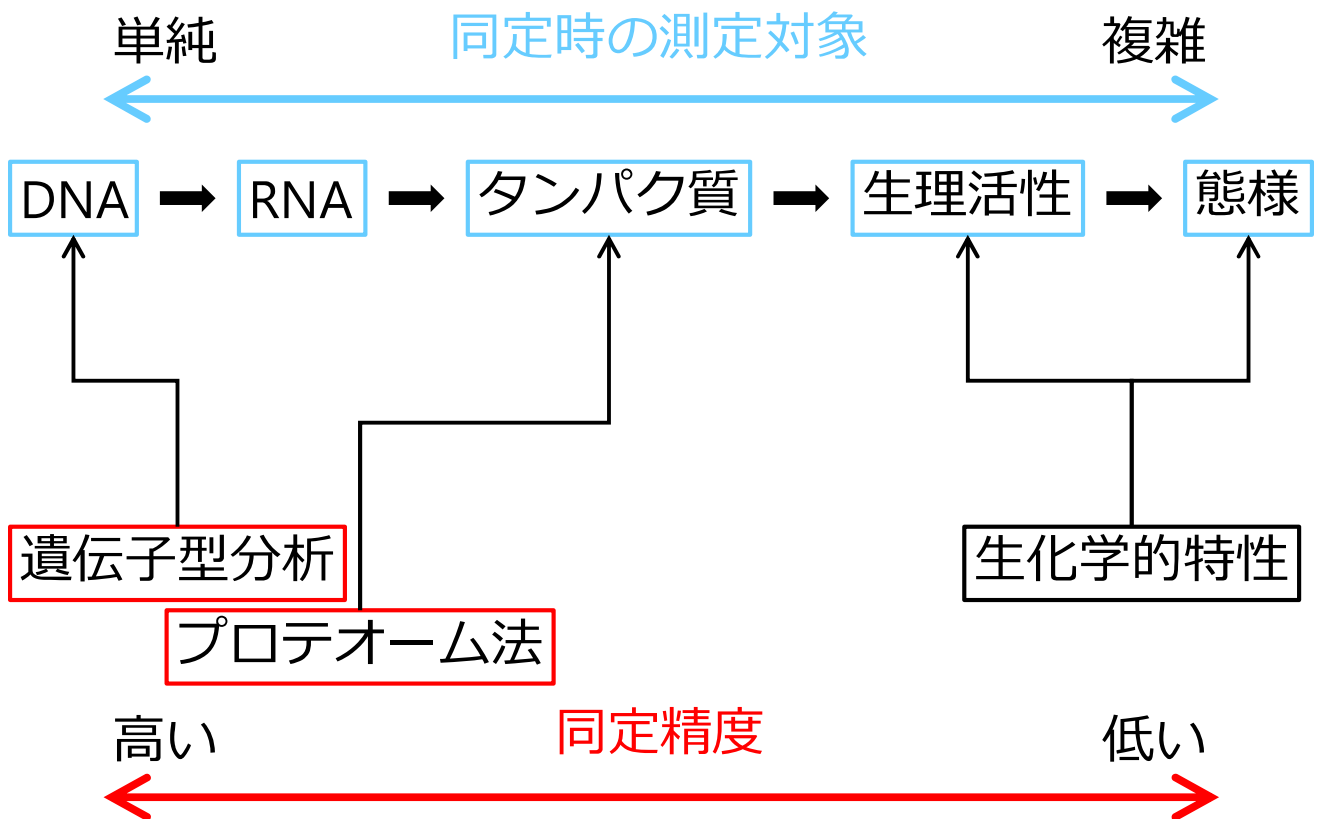 単純
同定時の測定対象
複雑
DNA
RNA
タンパク質
生理活性
態様
遺伝子型分析
生化学的特性
プロテオーム法
高い
同定精度
低い